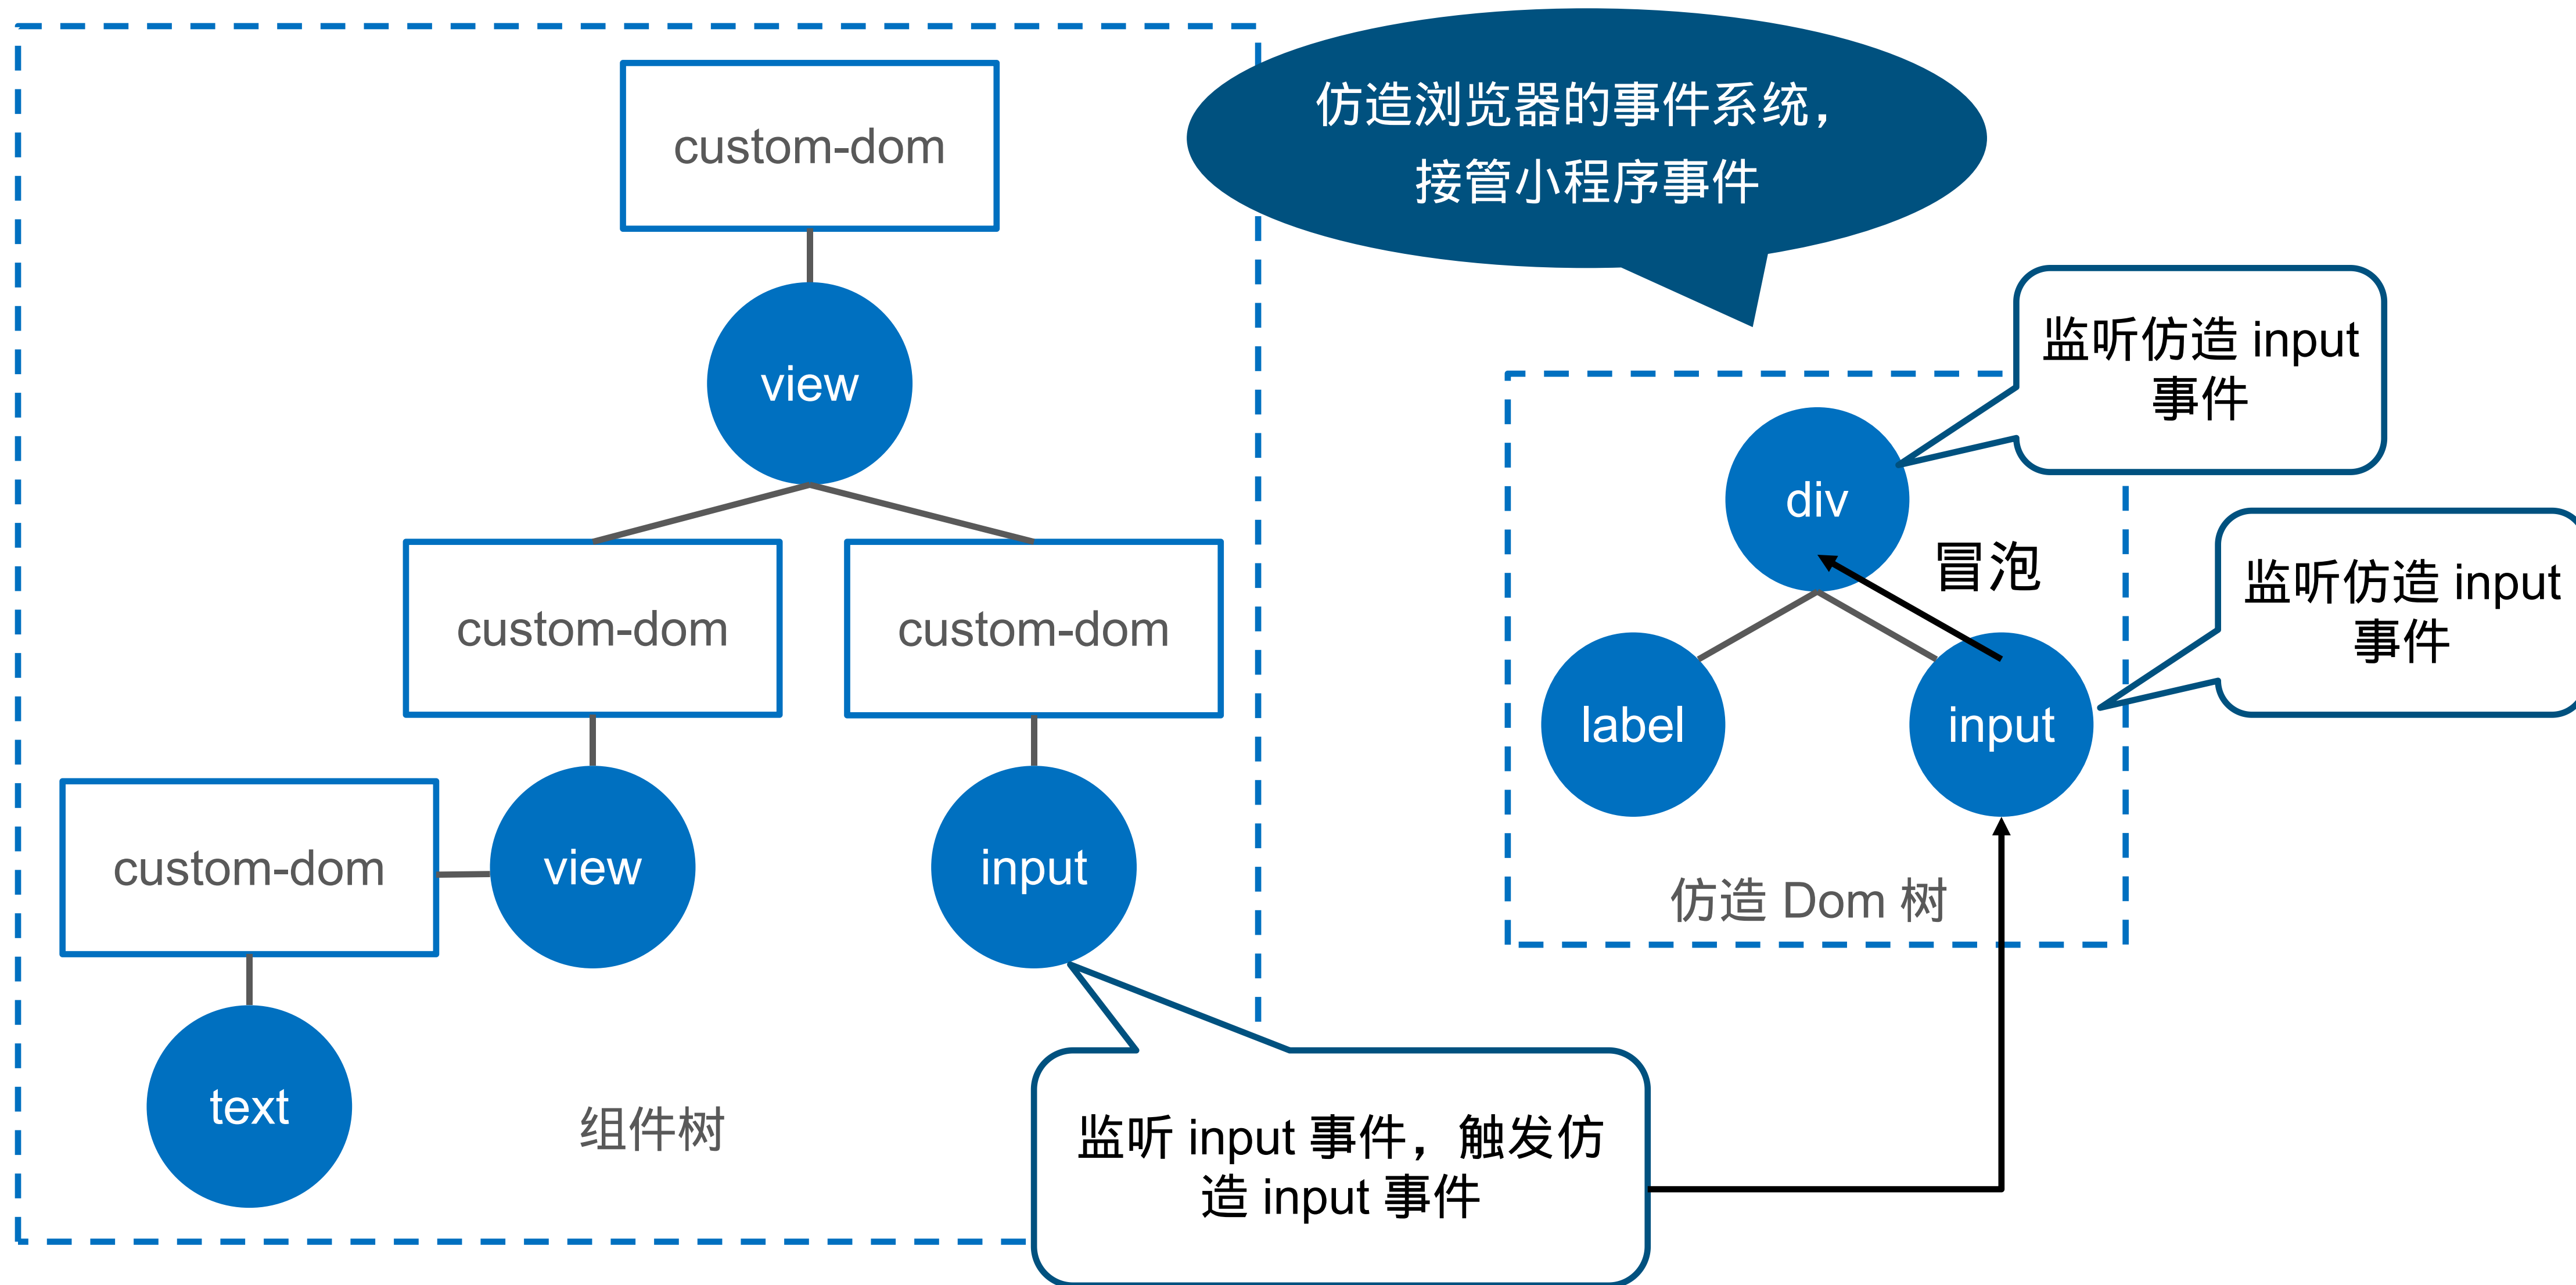 custom-dom
仿造浏览器的事件系统，
接管小程序事件
view
监听仿造 input
事件
div
冒泡
custom-dom
custom-dom
监听仿造 input
事件
label
input
custom-dom
view
input
仿造 Dom 树
text
组件树
监听 input 事件，触发仿
造 input 事件